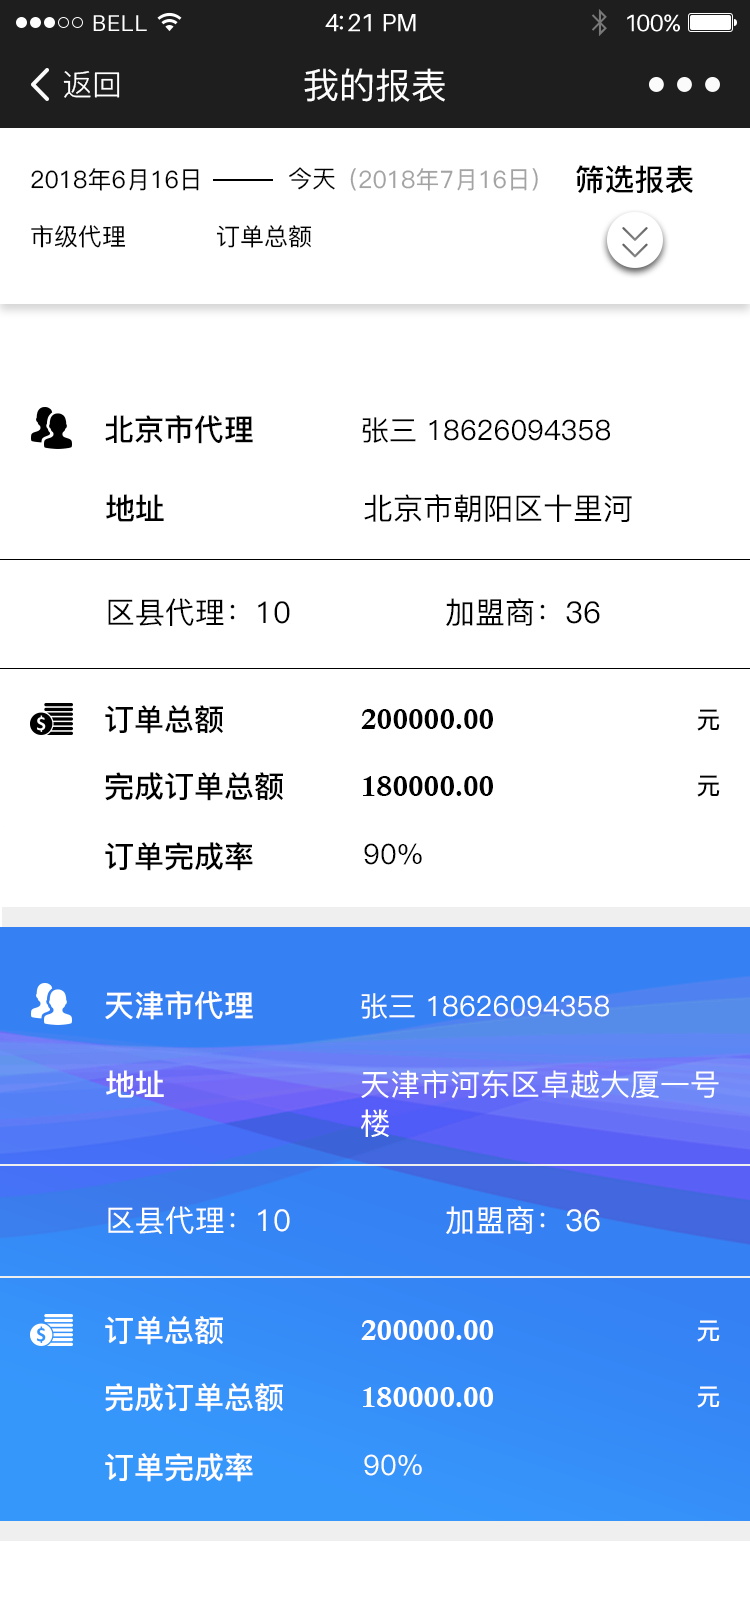 BELL 4:21 PM 100%
返回 我的报表
2018年6月16日 —— 今天（2018年7月16日） 筛选报表
市级代理 订单总额
北京市代理 张三 18626094358
地址 北京市朝阳区十里河
区县代理：10 加盟商：36
订单总额 200000.00 元
完成订单总额 180000.00 元
订单完成率 90%
天津市代理 张三 18626094358
地址 天津市河东区卓越大厦一号
楼
区县代理：10 加盟商：36
订单总额 200000.00 元
完成订单总额 180000.00 元
订单完成率 90%